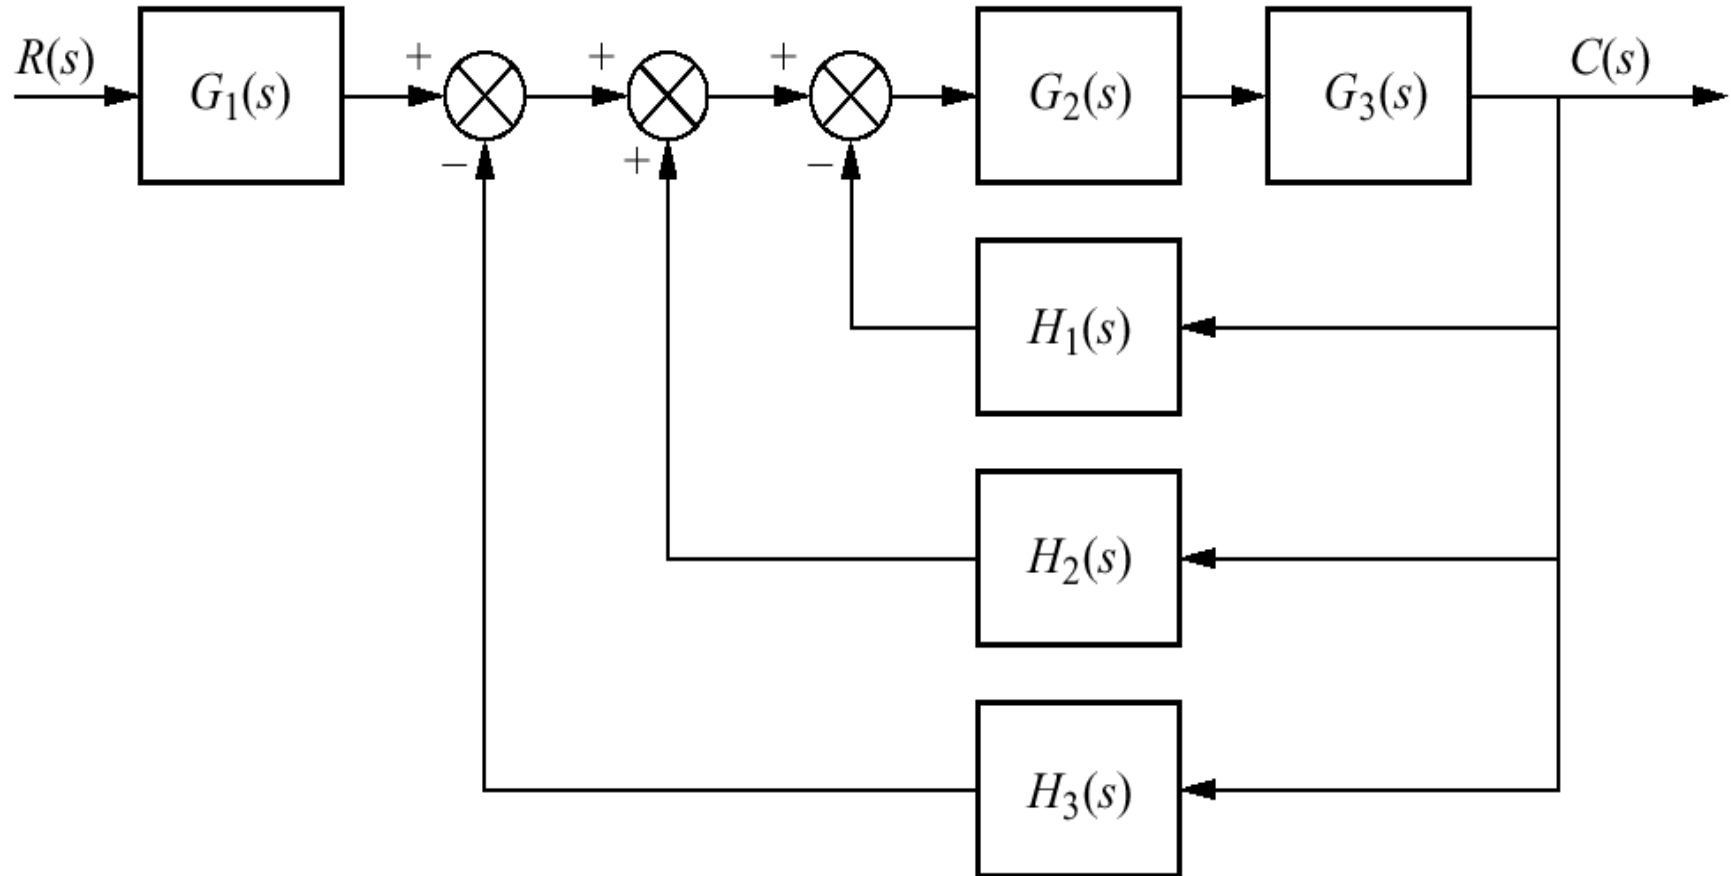 R(s)
G₁(s)
+
+
+
G₂(s)
G₃(s)
C(s)
−
+
−
H₁(s)
H₂(s)
H₃(s)